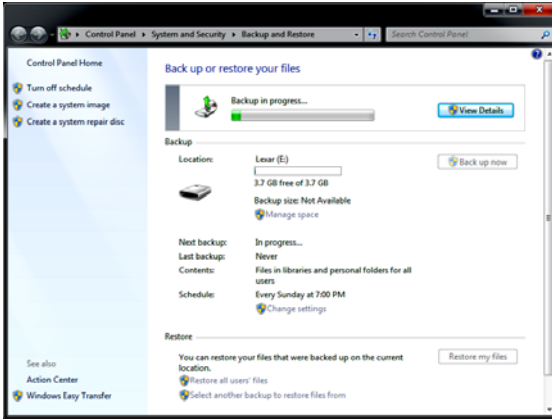 Control Panel ▸ System and Security ▸ Backup and Restore
Search Control Panel
Control Panel Home
Turn off schedule
Create a system image
Create a system repair disc
See also
Action Center
Windows Easy Transfer
Back up or restore your files
Backup in progress...
View Details
Backup
Location:
Lexar (E:)
Back up now
3.7 GB free of 3.7 GB
Backup size: Not Available
Manage space
Next backup:
In progress...
Last backup:
Never
Contents:
Files in libraries and personal folders for all
users
Schedule:
Every Sunday at 7:00 PM
Change settings
Restore
You can restore your files that were backed up on the current
location.
Restore my files
Restore all users' files
Select another backup to restore files from